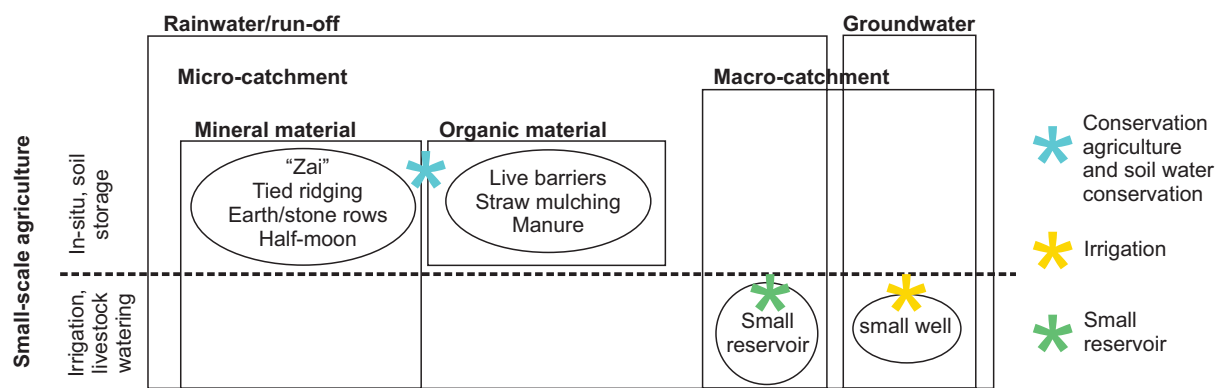 Rainwater/run-off
Groundwater
Micro-catchment
Macro-catchment
Mineral material
Organic material
“Zai”
Tied ridging
Earth/stone rows
Half-moon
Live barriers
Straw mulching
Manure
Small
reservoir
small well
Small-scale agriculture
In-situ, soil
storage
Irrigation,
livestock
watering
Conservation
agriculture
and soil water
conservation
Irrigation
Small
reservoir